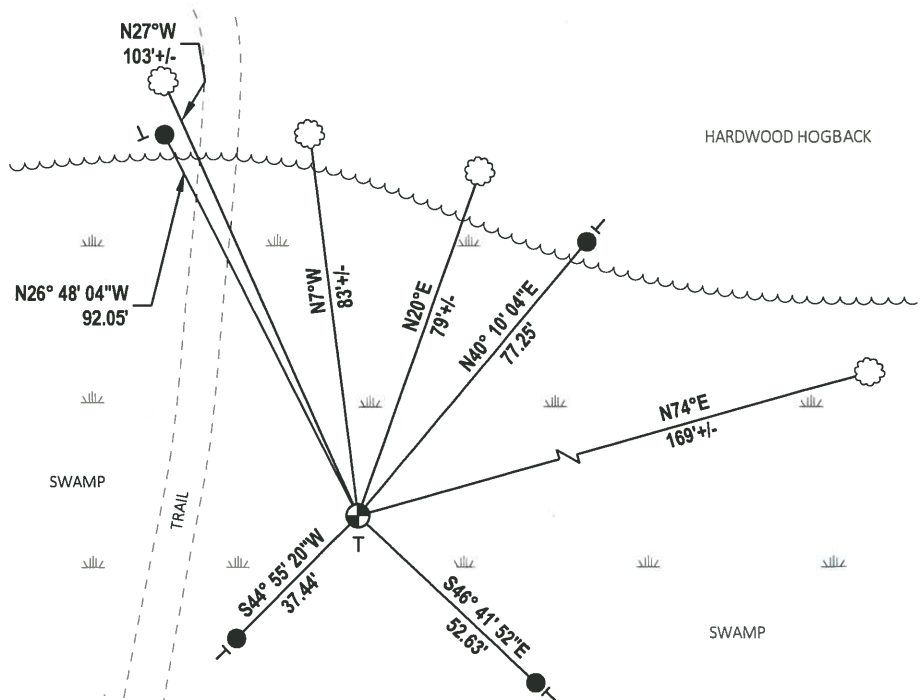 N27°W
103'+/-
HARDWOOD HOGBACK
N26° 48' 04"W
92.05'
N7°W
83'+/-
N20°E
79'+/-
N40° 10' 04"E
77.25'
N74°E
169'+/-
SWAMP
TRAIL
T
S44° 55' 20"W
37.44'
S46° 41' 52"E
52.63'
SWAMP
T
T
T
T